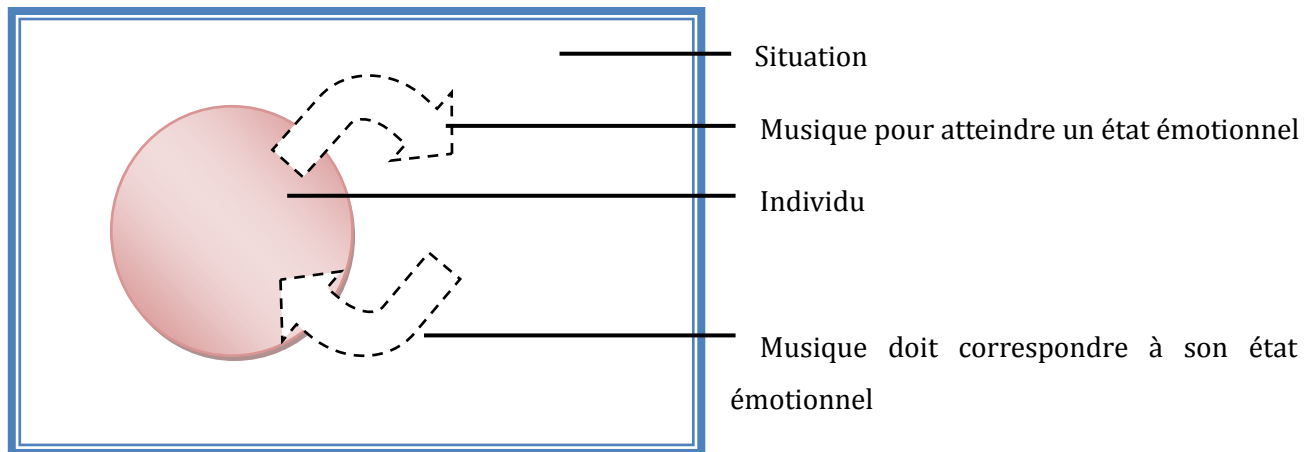 Situation
Musique pour atteindre un état émotionnel
Individu
Musique doit correspondre à son état
émotionnel